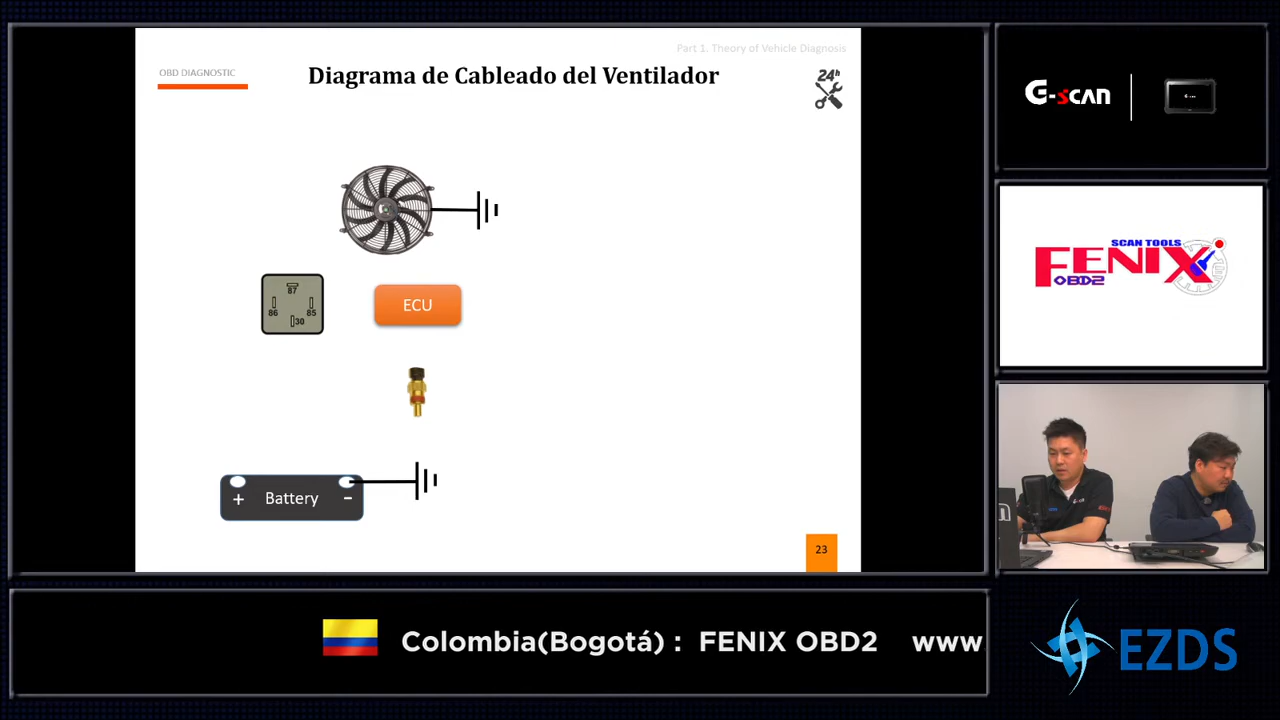 Part 1. Theory of Vehicle Diagnosis
OBD DIAGNOSTIC
Diagrama de Cableado del Ventilador
24h
87
86
85
30
ECU
+ Battery -
23
G-scan
SCAN TOOLS
FENIX
OBD2
Colombia(Bogotá) : FENIX OBD2 www.
EZDS